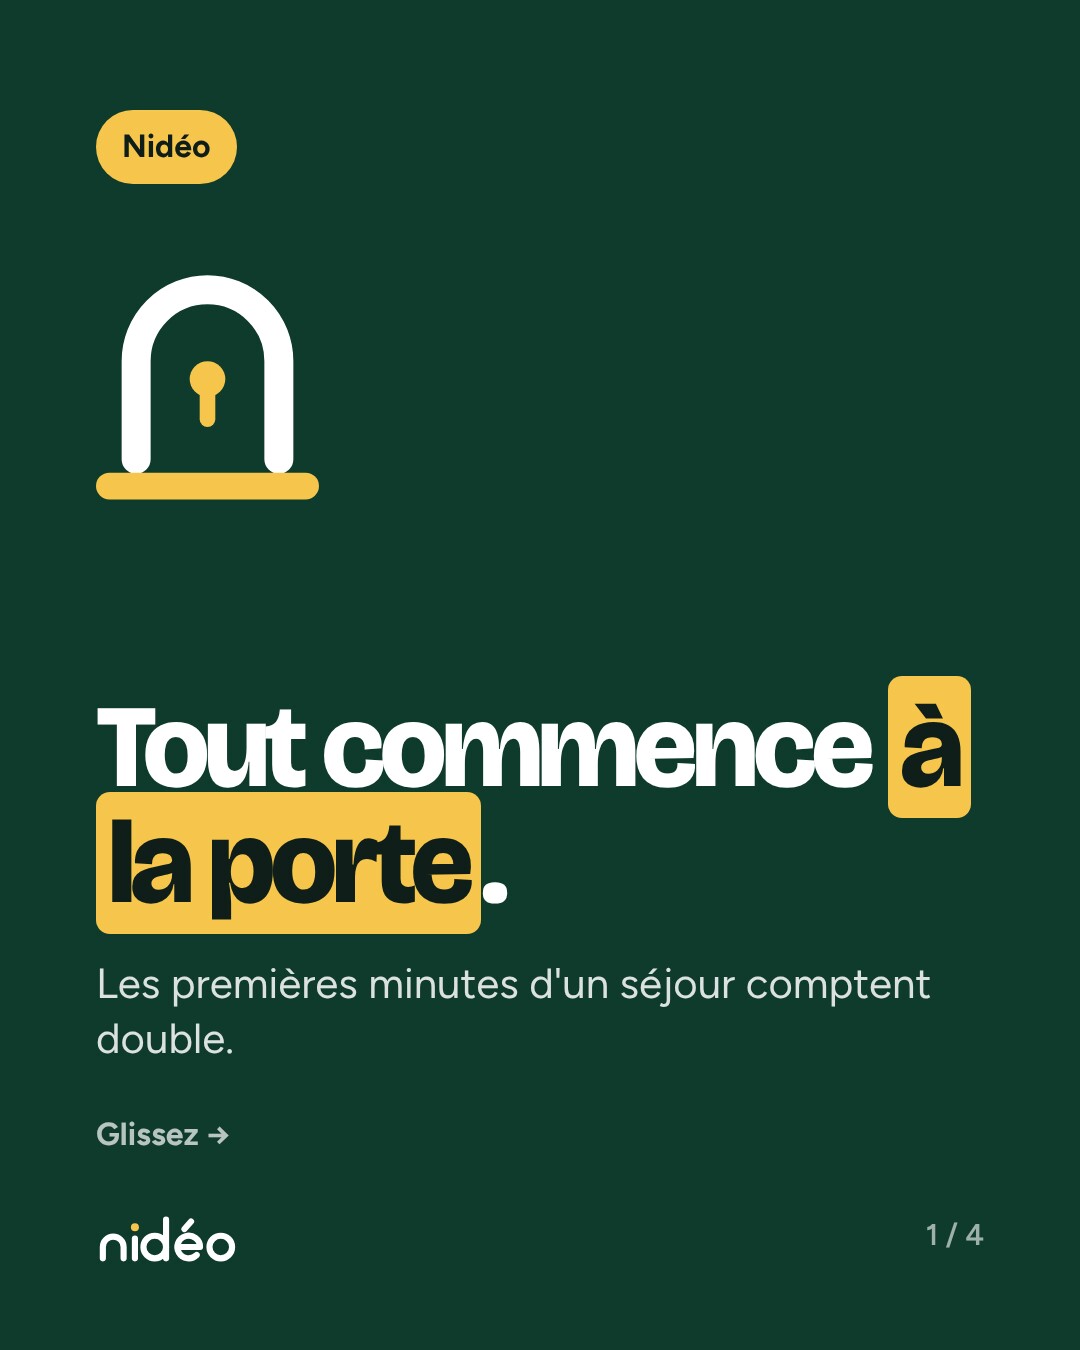 Nidéo
Tout commence à
la porte.
Les premières minutes d'un séjour comptent
double.
Glissez →
nidéo
1 / 4